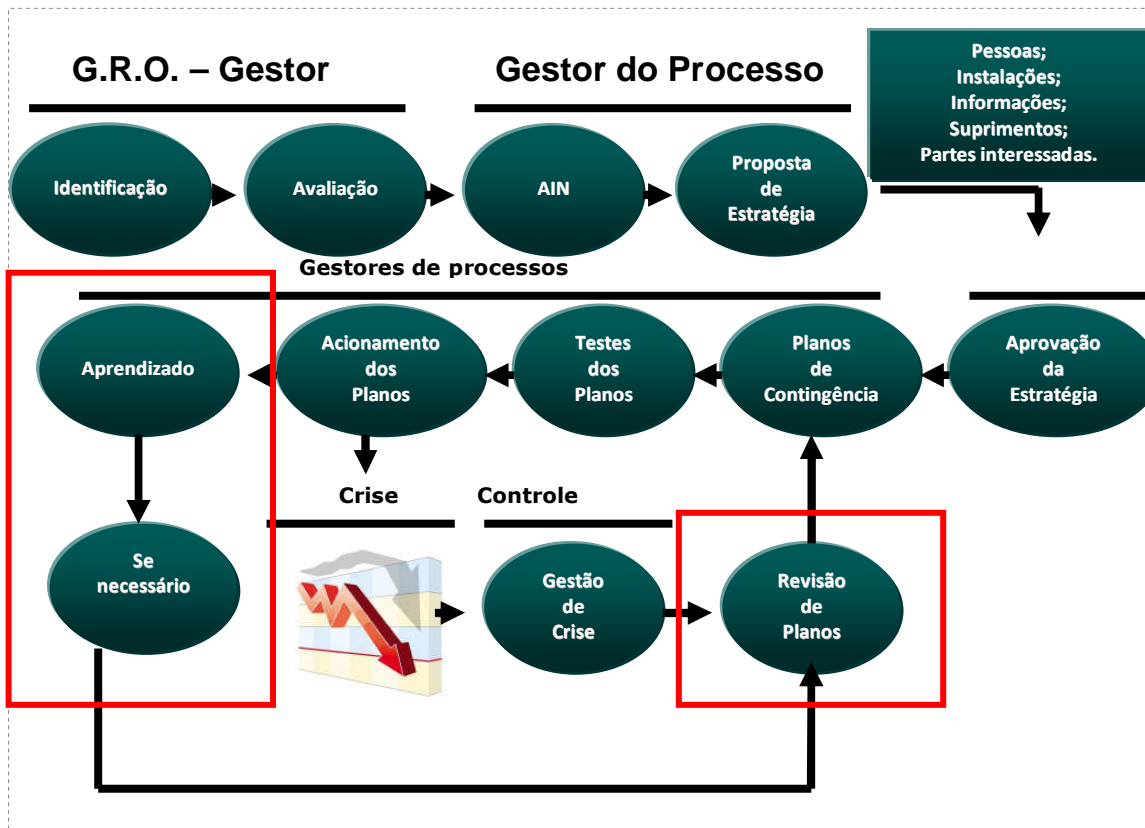 G.R.O. – Gestor
Gestor do Processo
Pessoas;
Instalações;
Informações;
Suprimentos;
Partes interessadas.
Identificação
Avaliação
AIN
Proposta
de
Estratégia
Gestores de processos
Aprendizado
Acionamento
dos
Planos
Testes
dos
Planos
Planos
de
Contingência
Aprovação
da
Estratégia
Crise
Controle
Se
necessário
Gestão
de
Crise
Revisão
de
Planos